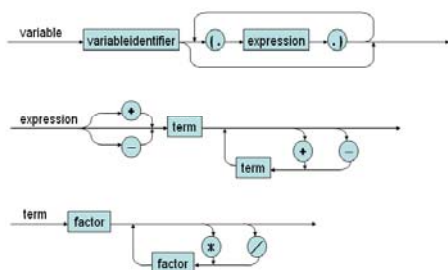 variable
variableidentifier (. expression .)
expression
+ term + −
−
term
term
factor * /
factor